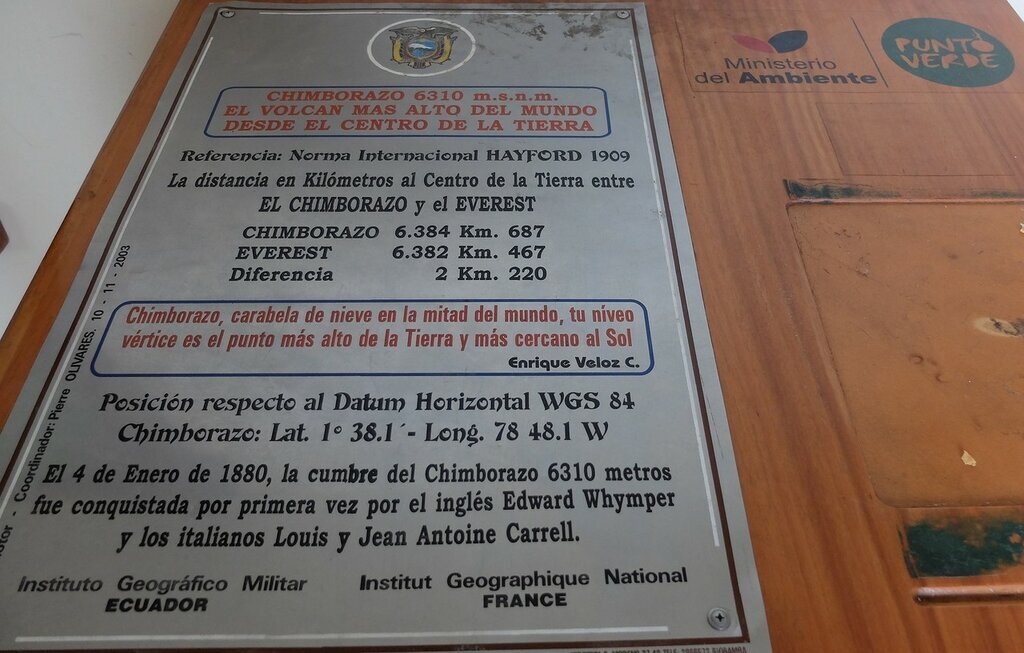 CHIMBORAZO 6310 m.s.n.m.
EL VOLCAN MAS ALTO DEL MUNDO
DESDE EL CENTRO DE LA TIERRA
Referencia: Norma Internacional HAYFORD 1909
La distancia en Kilómetros al Centro de la Tierra entre
EL CHIMBORAZO y el EVEREST
CHIMBORAZO 6.384 Km. 687
EVEREST 6.382 Km. 467
Diferencia 2 Km. 220
Chimborazo, carabela de nieve en la mitad del mundo, tu níveo
vértice es el punto más alto de la Tierra y más cercano al Sol
Enrique Veloz C.
Posición respecto al Datum Horizontal WGS 84
Chimborazo: Lat. 1° 38.1´- Long. 78 48.1 W
El 4 de Enero de 1880, la cumbre del Chimborazo 6310 metros
fue conquistada por primera vez por el inglés Edward Whymper
y los italianos Louis y Jean Antoine Carrell.
Instituto Geográfico Militar
ECUADOR
Institut Geographique National
FRANCE
- Coordinador: Pierre OLIVARES. 10 - 11 - 2003
Ministerio
del Ambiente
PUNTO
VERDE